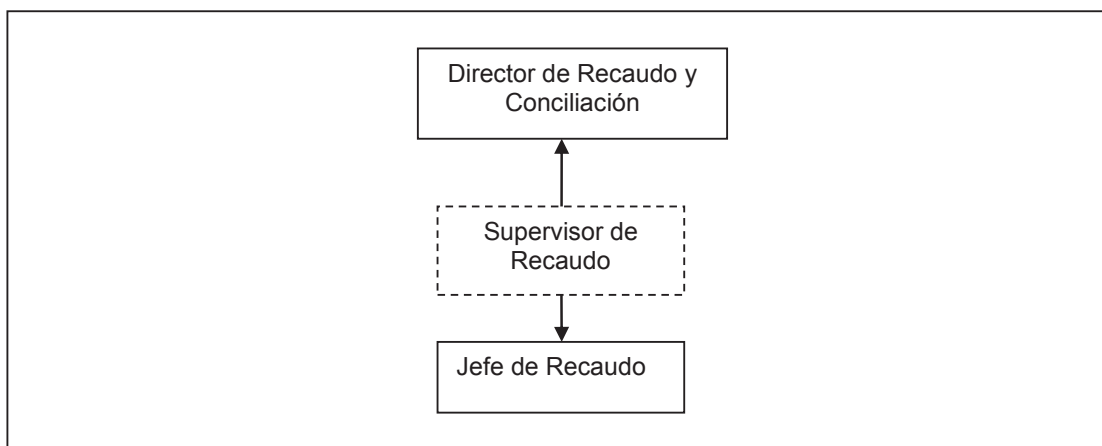 Director de Recaudo y
Conciliación
Supervisor de
Recaudo
Jefe de Recaudo